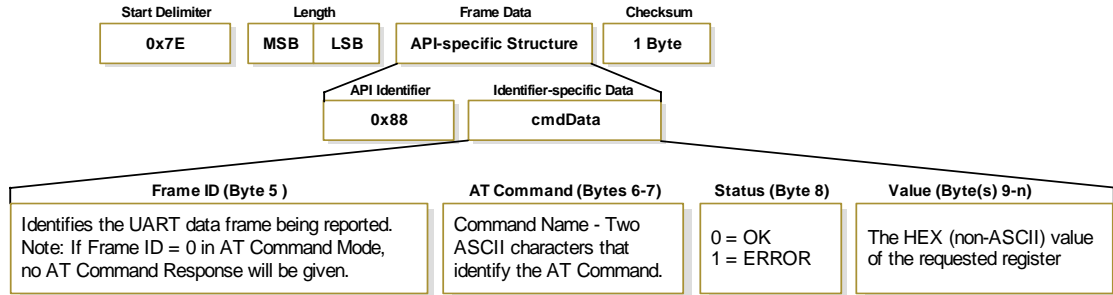 Start Delimiter Length Frame Data Checksum
0x7E MSB LSB API-specific Structure 1 Byte
API Identifier Identifier-specific Data
0x88 cmdData
Frame ID (Byte 5 )
Identifies the UART data frame being reported.
Note: If Frame ID = 0 in AT Command Mode,
no AT Command Response will be given.
AT Command (Bytes 6-7)
Command Name - Two
ASCII characters that
identify the AT Command.
Status (Byte 8)
0 = OK
1 = ERROR
Value (Byte(s) 9-n)
The HEX (non-ASCII) value
of the requested register